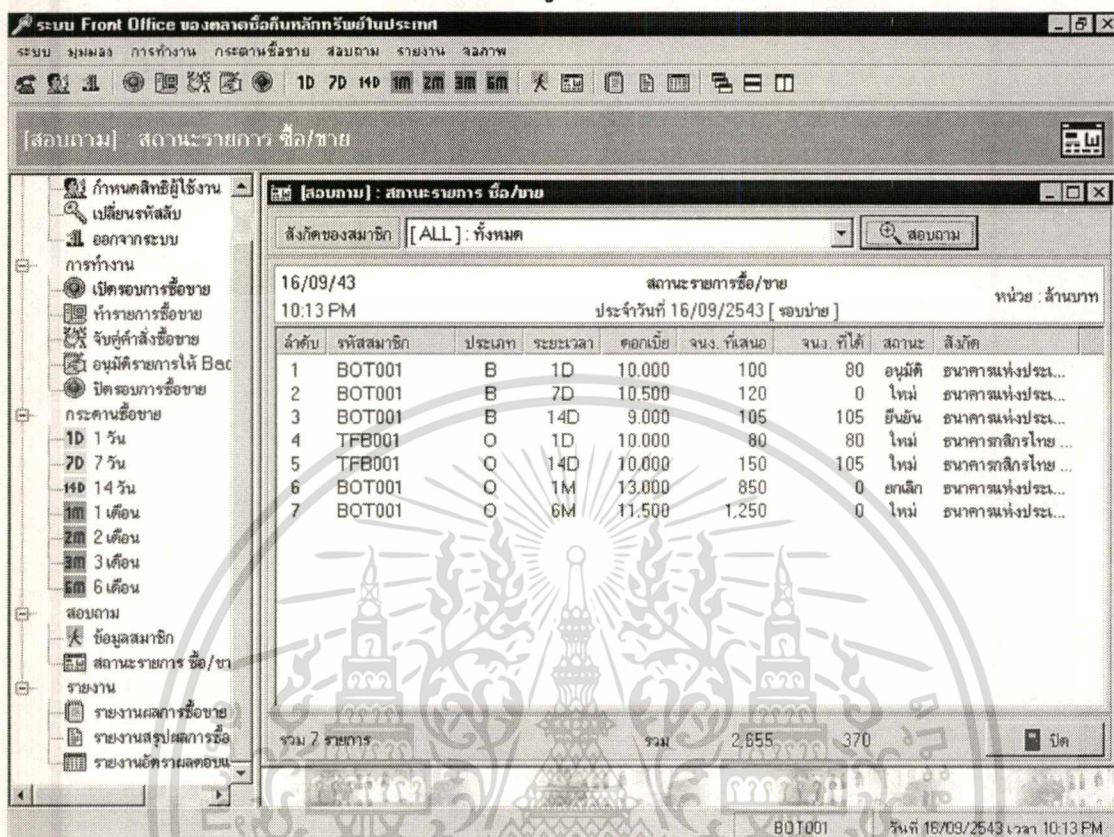 ระบบ Front Office ของตลาดซื้อคืนหลักทรัพย์ในประเทศ
ระบบ มุมมอง การทำงาน กระดานซื้อขาย สอบถาม รายงาน จอภาพ
1D 7D 14D 1m 2m 3m 6m
[สอบถาม] : สถานะรายการ ซื้อ/ขาย
กำหนดสิทธิผู้ใช้งาน
เปลี่ยนรหัสลับ
ออกจากระบบ
การทำงาน
เปิดรอบการซื้อขาย
ทำรายการซื้อขาย
จับคู่คำสั่งซื้อขาย
อนุมัติรายการให้ Bac
ปิดรอบการซื้อขาย
กระดานซื้อขาย
1D 1 วัน
7D 7 วัน
14D 14 วัน
1m 1 เดือน
2m 2 เดือน
3m 3 เดือน
6m 6 เดือน
สอบถาม
ข้อมูลสมาชิก
สถานะรายการ ซื้อ/ขา
รายงาน
รายงานผลการซื้อขาย
รายงานสรุปผลการซื้อ
รายงานอัตราผลตอบแ
[สอบถาม] : สถานะรายการ ซื้อ/ขาย
สังกัดของสมาชิก [ ALL ] : ทั้งหมด สอบถาม
16/09/43 สถานะรายการซื้อ/ขาย
10:13 PM ประจำวันที่ 16/09/2543 [ รอบบ่าย ] หน่วย : ล้านบาท
ลำดับ รหัสสมาชิก ประเภท ระยะเวลา ดอกเบี้ย จนง. ที่เสนอ จนง. ที่ได้ สถานะ สังกัด
1 BOT001 B 1D 10.000 100 80 อนุมัติ ธนาคารแห่งประเ...
2 BOT001 B 7D 10.500 120 0 ใหม่ ธนาคารแห่งประเ...
3 BOT001 B 14D 9.000 105 105 ยืนยัน ธนาคารแห่งประเ...
4 TFB001 O 1D 10.000 80 80 ใหม่ ธนาคารกสิกรไทย ...
5 TFB001 O 14D 10.000 150 105 ใหม่ ธนาคารกสิกรไทย ...
6 BOT001 O 1M 13.000 850 0 ยกเลิก ธนาคารแห่งประเ...
7 BOT001 O 6M 11.500 1,250 0 ใหม่ ธนาคารแห่งประเ...
รวม 7 รายการ รวม 2,655 370 ปิด
BOT001 วันที่ 16/09/2543 เวลา 10:13 PM